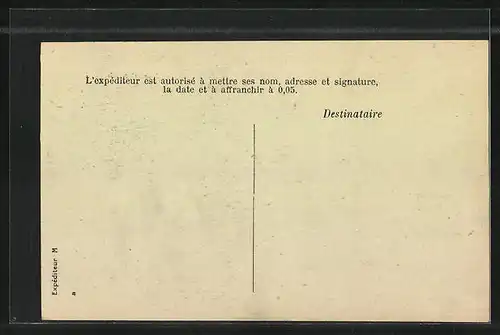 L'expéditeur est autorisé à mettre ses nom, adresse et signature,
la date et à affranchir à 0,05.
Destinataire
Expéditeur M
a